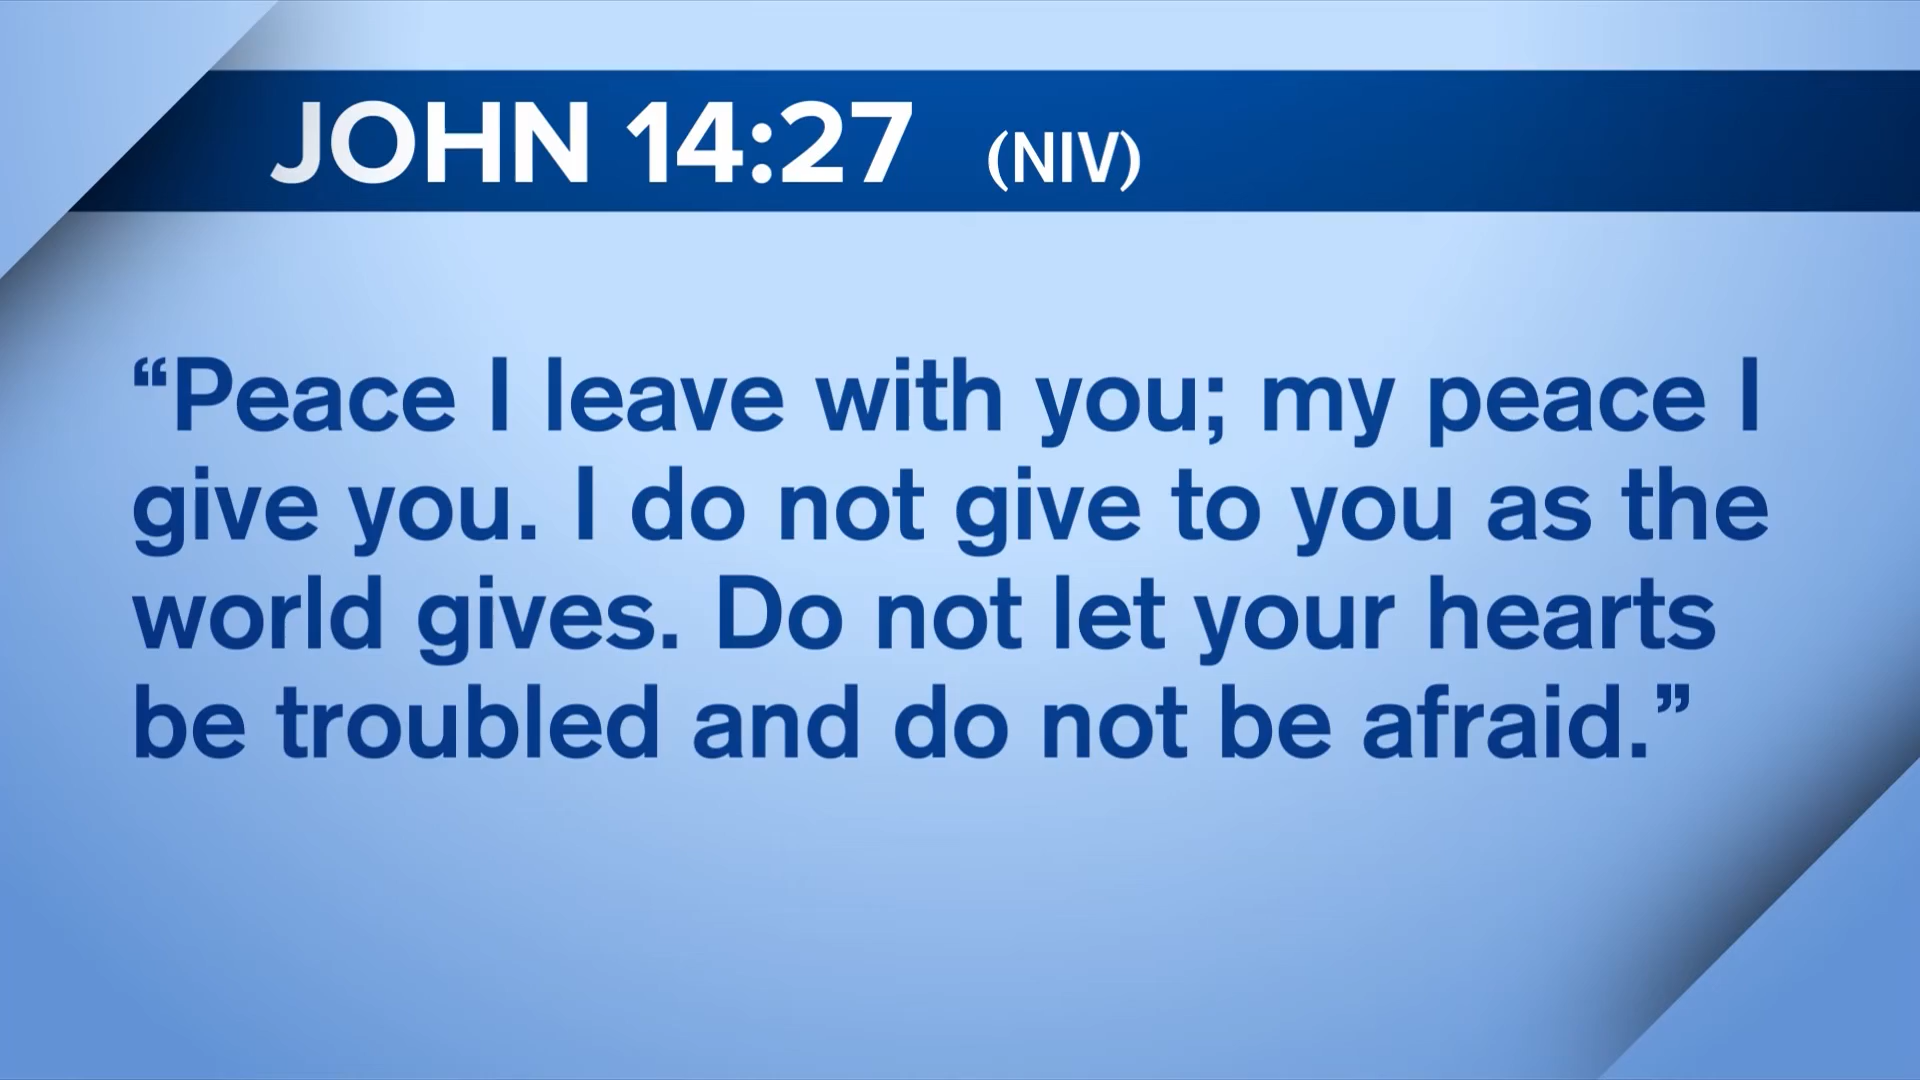 JOHN 14:27 (NIV)
“Peace I leave with you; my peace I
give you. I do not give to you as the
world gives. Do not let your hearts
be troubled and do not be afraid.”